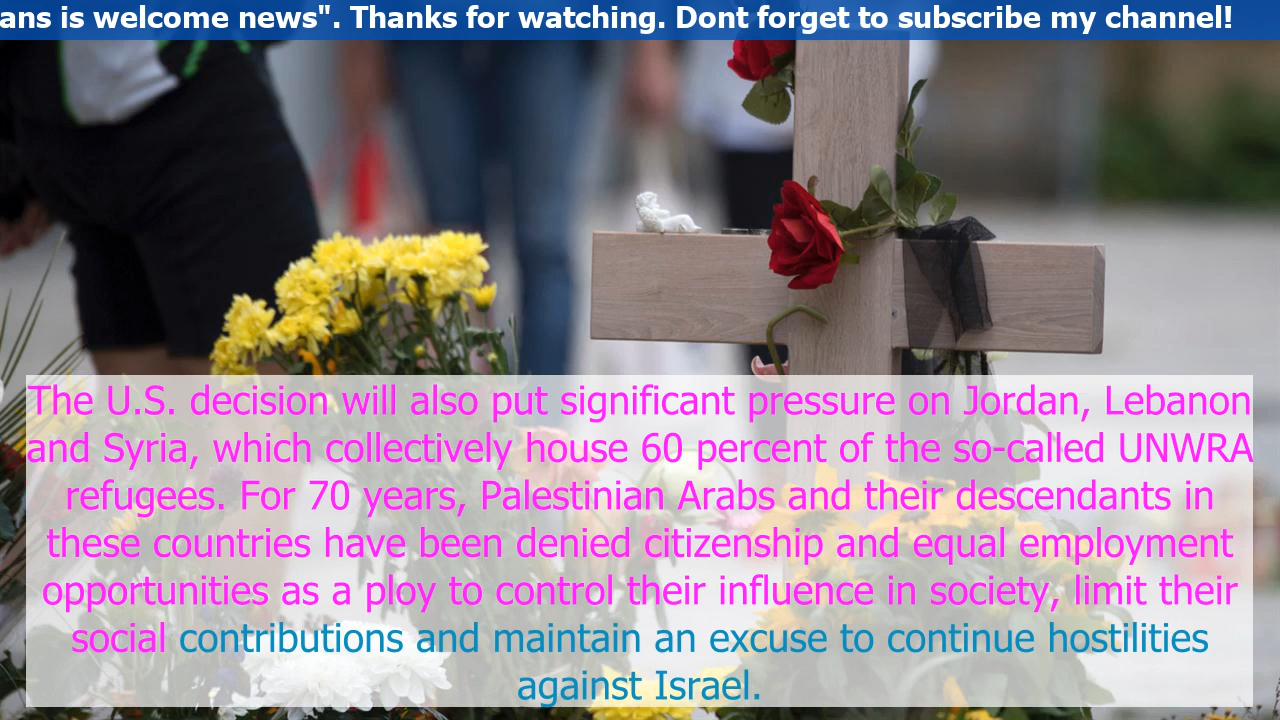 ans is welcome news". Thanks for watching. Dont forget to subscribe my channel!
The U.S. decision will also put significant pressure on Jordan, Lebanon
and Syria, which collectively house 60 percent of the so-called UNWRA
refugees. For 70 years, Palestinian Arabs and their descendants in
these countries have been denied citizenship and equal employment
opportunities as a ploy to control their influence in society, limit their
social contributions and maintain an excuse to continue hostilities
against Israel.